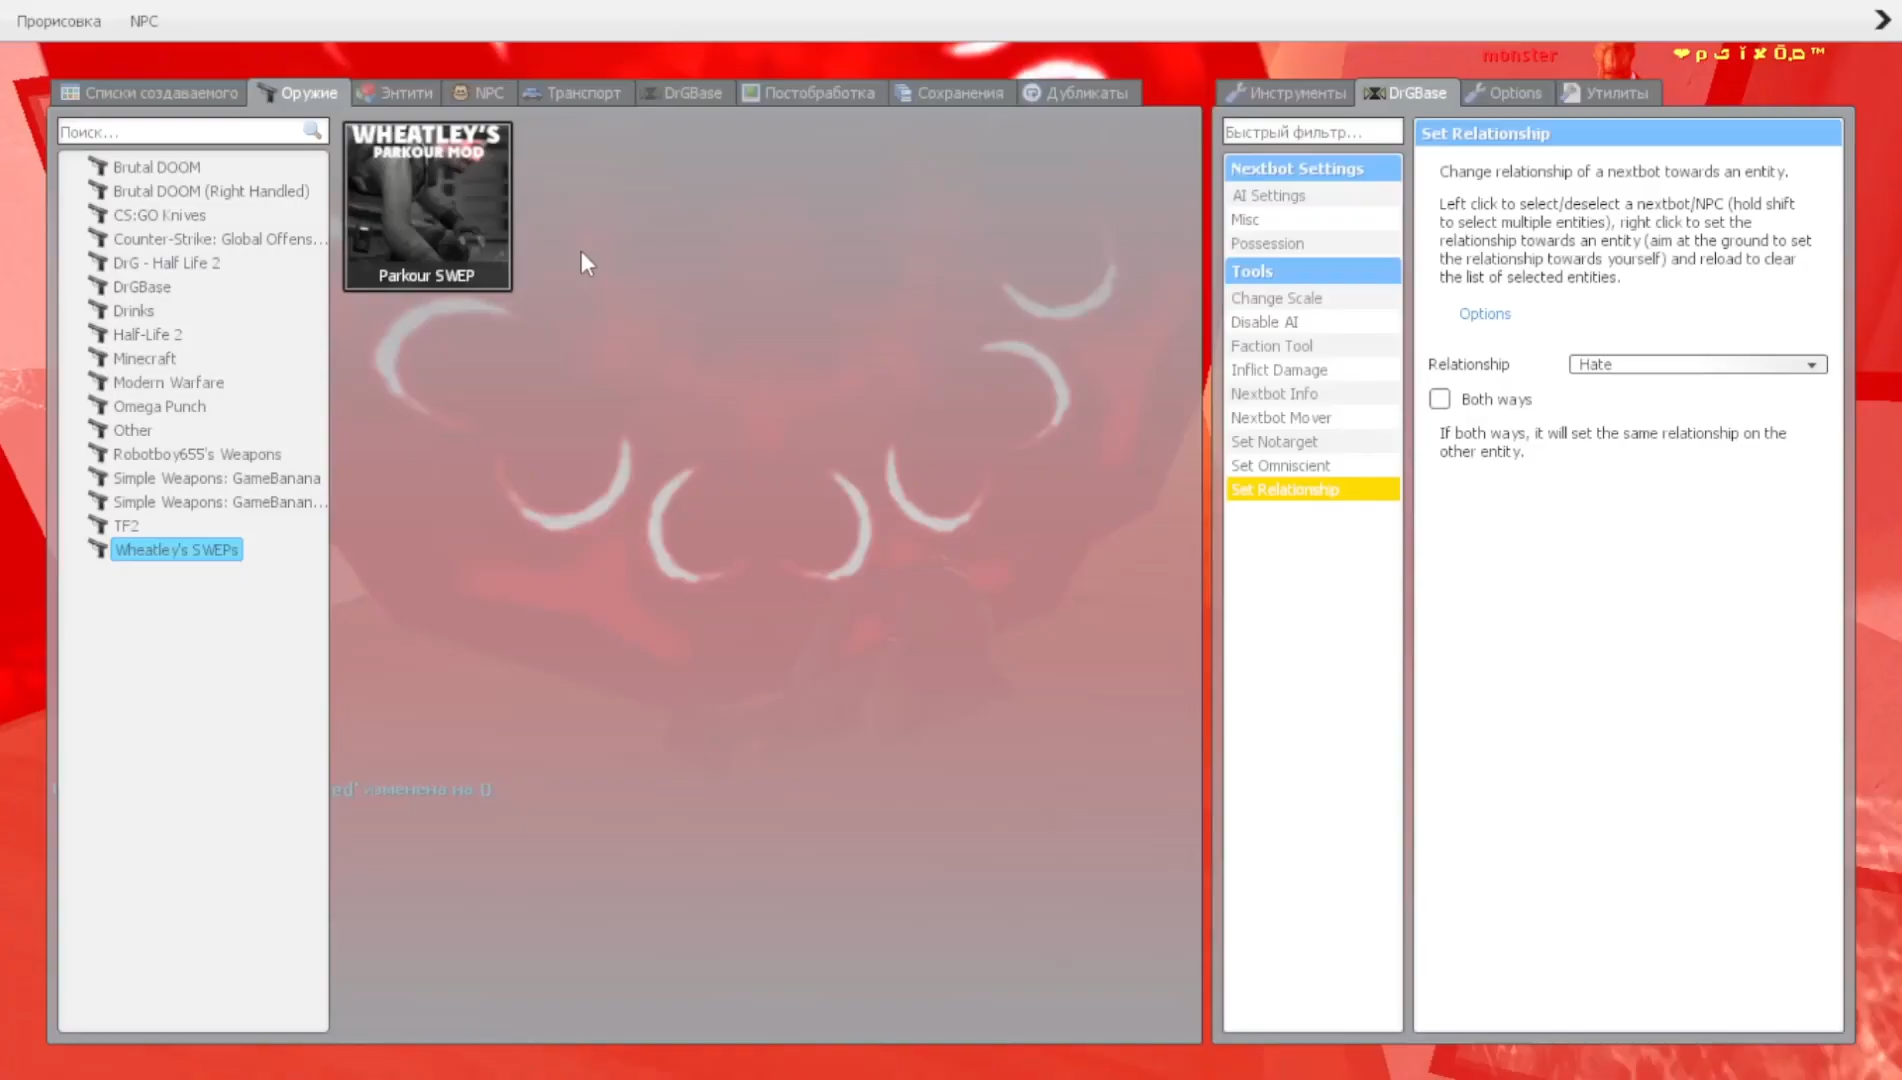 Прорисовка NPC
monster
Списки создаваемого Оружие Энтити NPC Транспорт DrGBase Постобработка Сохранения Дубликаты
Инструменты DrGBase Options Утилиты
Поиск...
Brutal DOOM
Brutal DOOM (Right Handled)
CS:GO Knives
Counter-Strike: Global Offens...
DrG - Half Life 2
DrGBase
Drinks
Half-Life 2
Minecraft
Modern Warfare
Omega Punch
Other
Robotboy655's Weapons
Simple Weapons: GameBanana
Simple Weapons: GameBanan...
TF2
Wheatley's SWEPs
WHEATLEY'S
PARKOUR MOD
Parkour SWEP
ed' изменена на 0
Быстрый фильтр...
Nextbot Settings
AI Settings
Misc
Possession
Tools
Change Scale
Disable AI
Faction Tool
Inflict Damage
Nextbot Info
Nextbot Mover
Set Notarget
Set Omniscient
Set Relationship
Set Relationship
Change relationship of a nextbot towards an entity.
Left click to select/deselect a nextbot/NPC (hold shift
to select multiple entities), right click to set the
relationship towards an entity (aim at the ground to set
the relationship towards yourself) and reload to clear
the list of selected entities.
Options
Relationship Hate
Both ways
If both ways, it will set the same relationship on the
other entity.